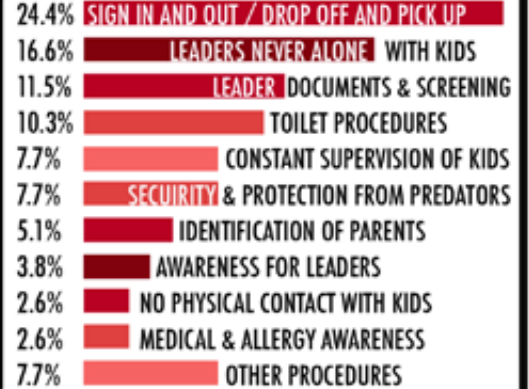 24.4% SIGN IN AND OUT / DROP OFF AND PICK UP
16.6% LEADERS NEVER ALONE WITH KIDS
11.5% LEADER DOCUMENTS & SCREENING
10.3% TOILET PROCEDURES
7.7% CONSTANT SUPERVISION OF KIDS
7.7% SECUIRITY & PROTECTION FROM PREDATORS
5.1% IDENTIFICATION OF PARENTS
3.8% AWARENESS FOR LEADERS
2.6% NO PHYSICAL CONTACT WITH KIDS
2.6% MEDICAL & ALLERGY AWARENESS
7.7% OTHER PROCEDURES